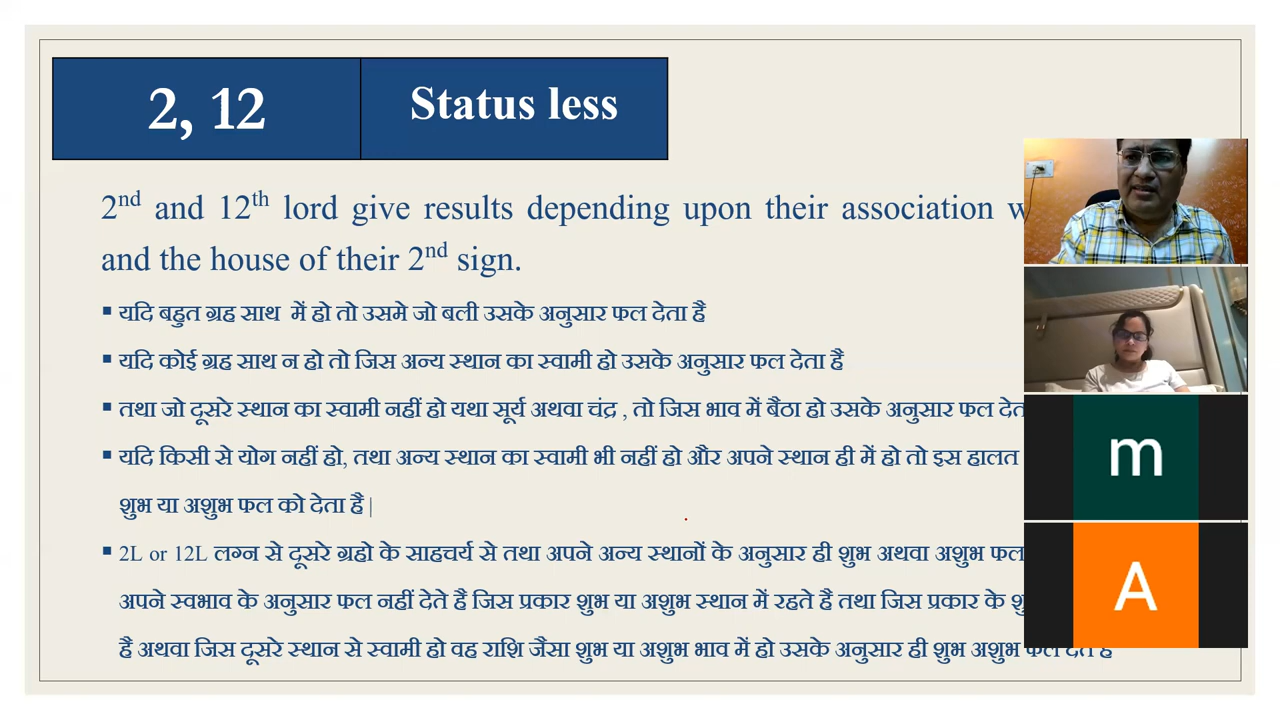 2, 12
Status less
2nd and 12th lord give results depending upon their association
and the house of their 2nd sign.
▪ यदि बहुत ग्रह साथ में हो तो उसमे जो बली उसके अनुसार फल देता है
▪ यदि कोई ग्रह साथ न हो तो जिस अन्य स्थान का स्वामी हो उसके अनुसार फल देता है
▪ तथा जो दूसरे स्थान का स्वामी नहीं हो यथा सूर्य अथवा चंद्र , तो जिस भाव में बैठा हो उसके अनुसार फल
▪ यदि किसी से योग नहीं हो, तथा अन्य स्थान का स्वामी भी नहीं हो और अपने स्थान ही में हो तो इस हालत
शुभ या अशुभ फल को देता है |
▪ 2L or 12L लग्न से दूसरे ग्रहो के साहचर्य से तथा अपने अन्य स्थानों के अनुसार ही शुभ अथवा अशुभ फल
अपने स्वभाव के अनुसार फल नहीं देते है जिस प्रकार शुभ या अशुभ स्थान में रहते है तथा जिस प्रकार के
है अथवा जिस दूसरे स्थान से स्वामी हो वह राशि जैसा शुभ या अशुभ भाव में हो उसके अनुसार ही शुभ अशुभ फल देते है
m
A